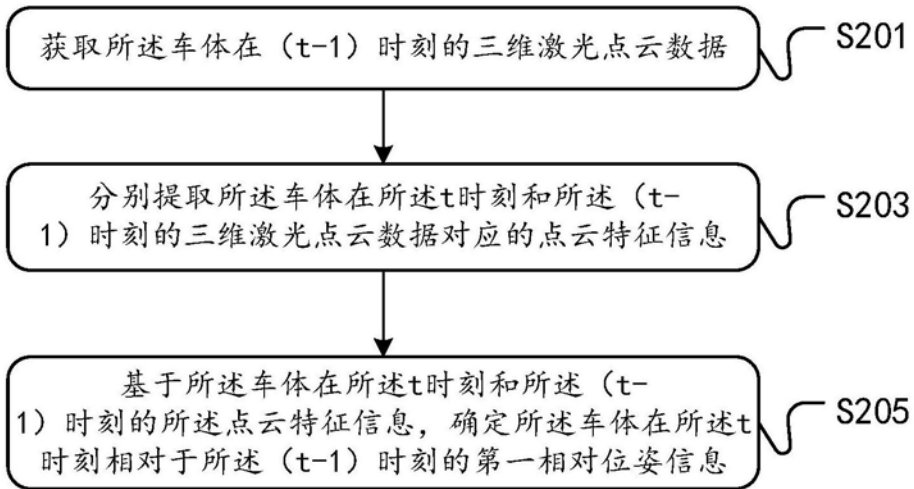 获取所述车体在（t-1）时刻的三维激光点云数据
S201
分别提取所述车体在所述t时刻和所述（t-
1）时刻的三维激光点云数据对应的点云特征信息
S203
基于所述车体在所述t时刻和所述（t-
1）时刻的所述点云特征信息，确定所述车体在所述t
时刻相对于所述（t-1）时刻的第一相对位姿信息
S205